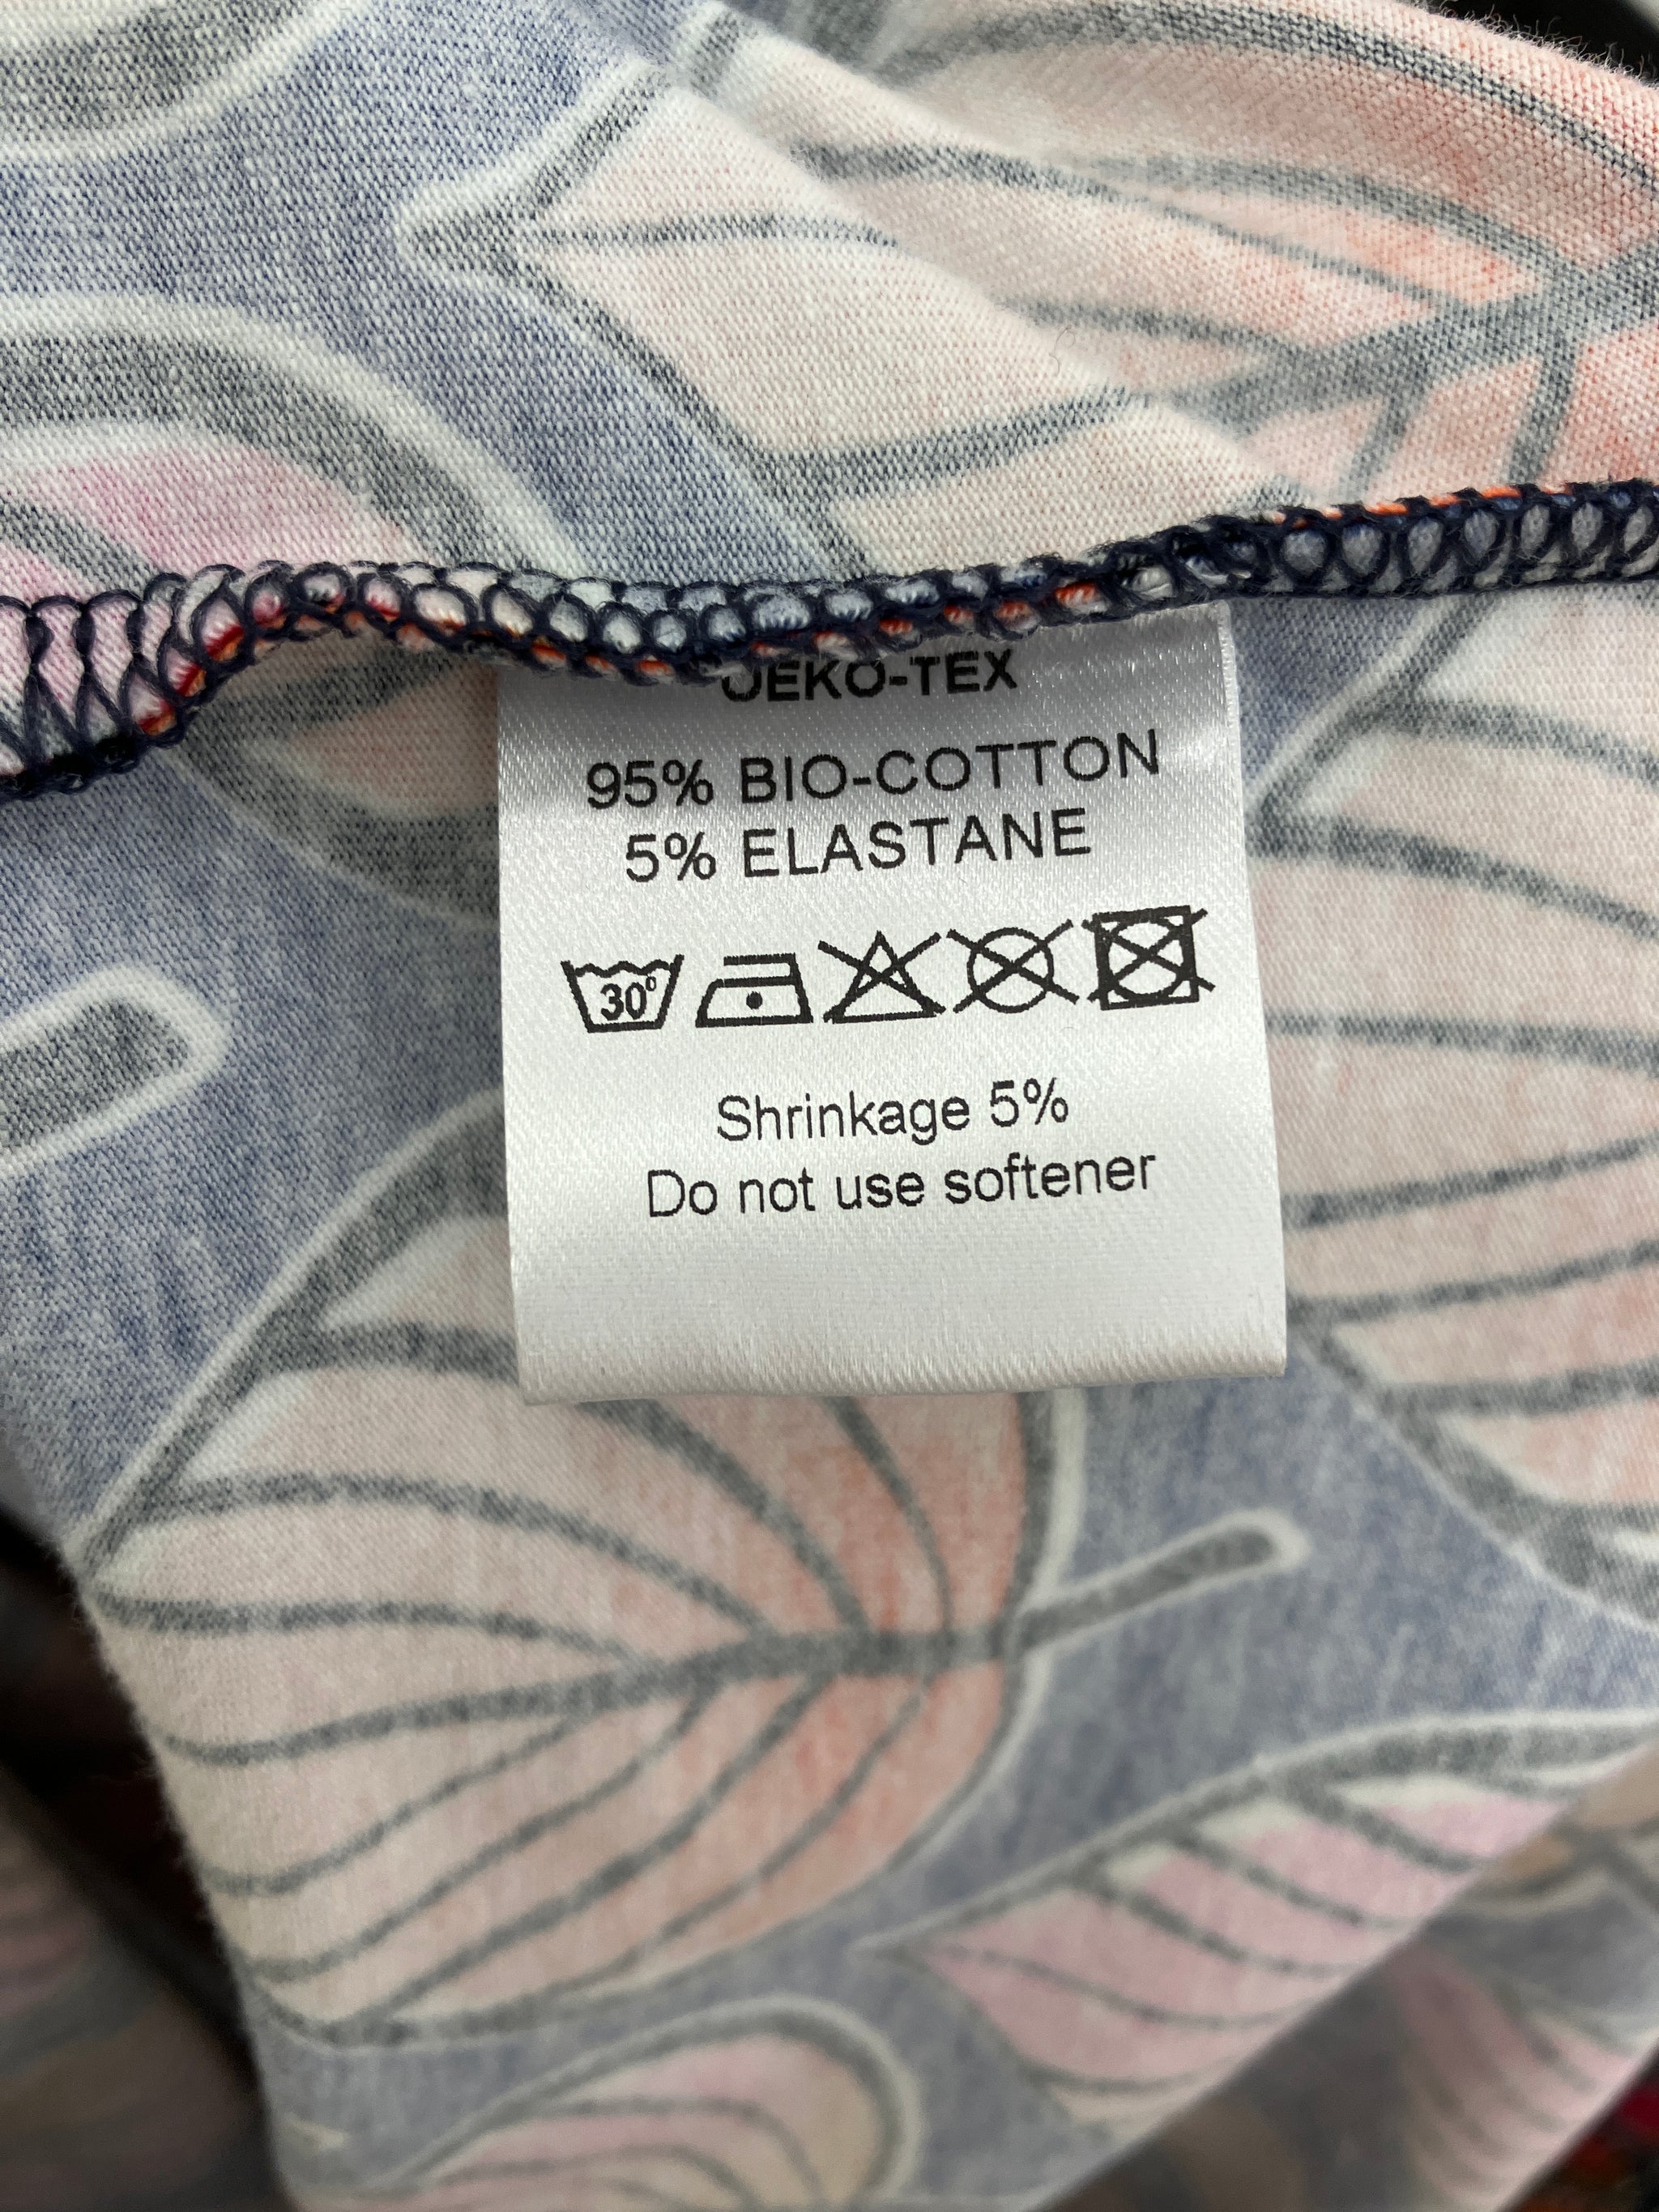 OEKO-TEX
95% BIO-COTTON
5% ELASTANE
30°
Shrinkage 5%
Do not use softener